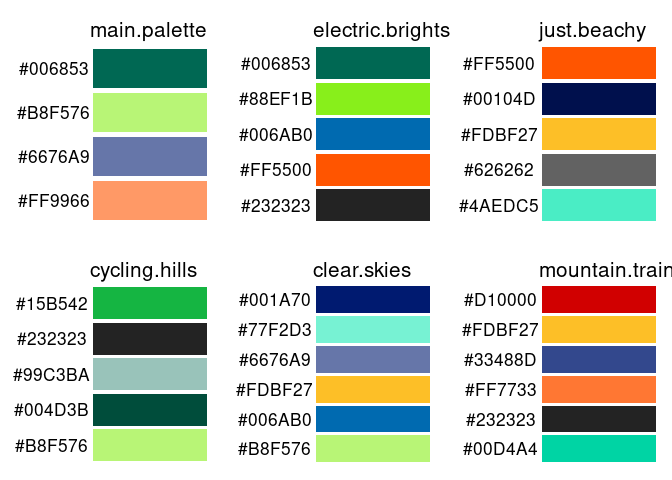 main.palette
#006853
#B8F576
#6676A9
#FF9966
electric.brights
#006853
#88EF1B
#006AB0
#FF5500
#232323
just.beachy
#FF5500
#00104D
#FDBF27
#626262
#4AEDC5
cycling.hills
#15B542
#232323
#99C3BA
#004D3B
#B8F576
clear.skies
#001A70
#77F2D3
#6676A9
#FDBF27
#006AB0
#B8F576
mountain.train
#D10000
#FDBF27
#33488D
#FF7733
#232323
#00D4A4